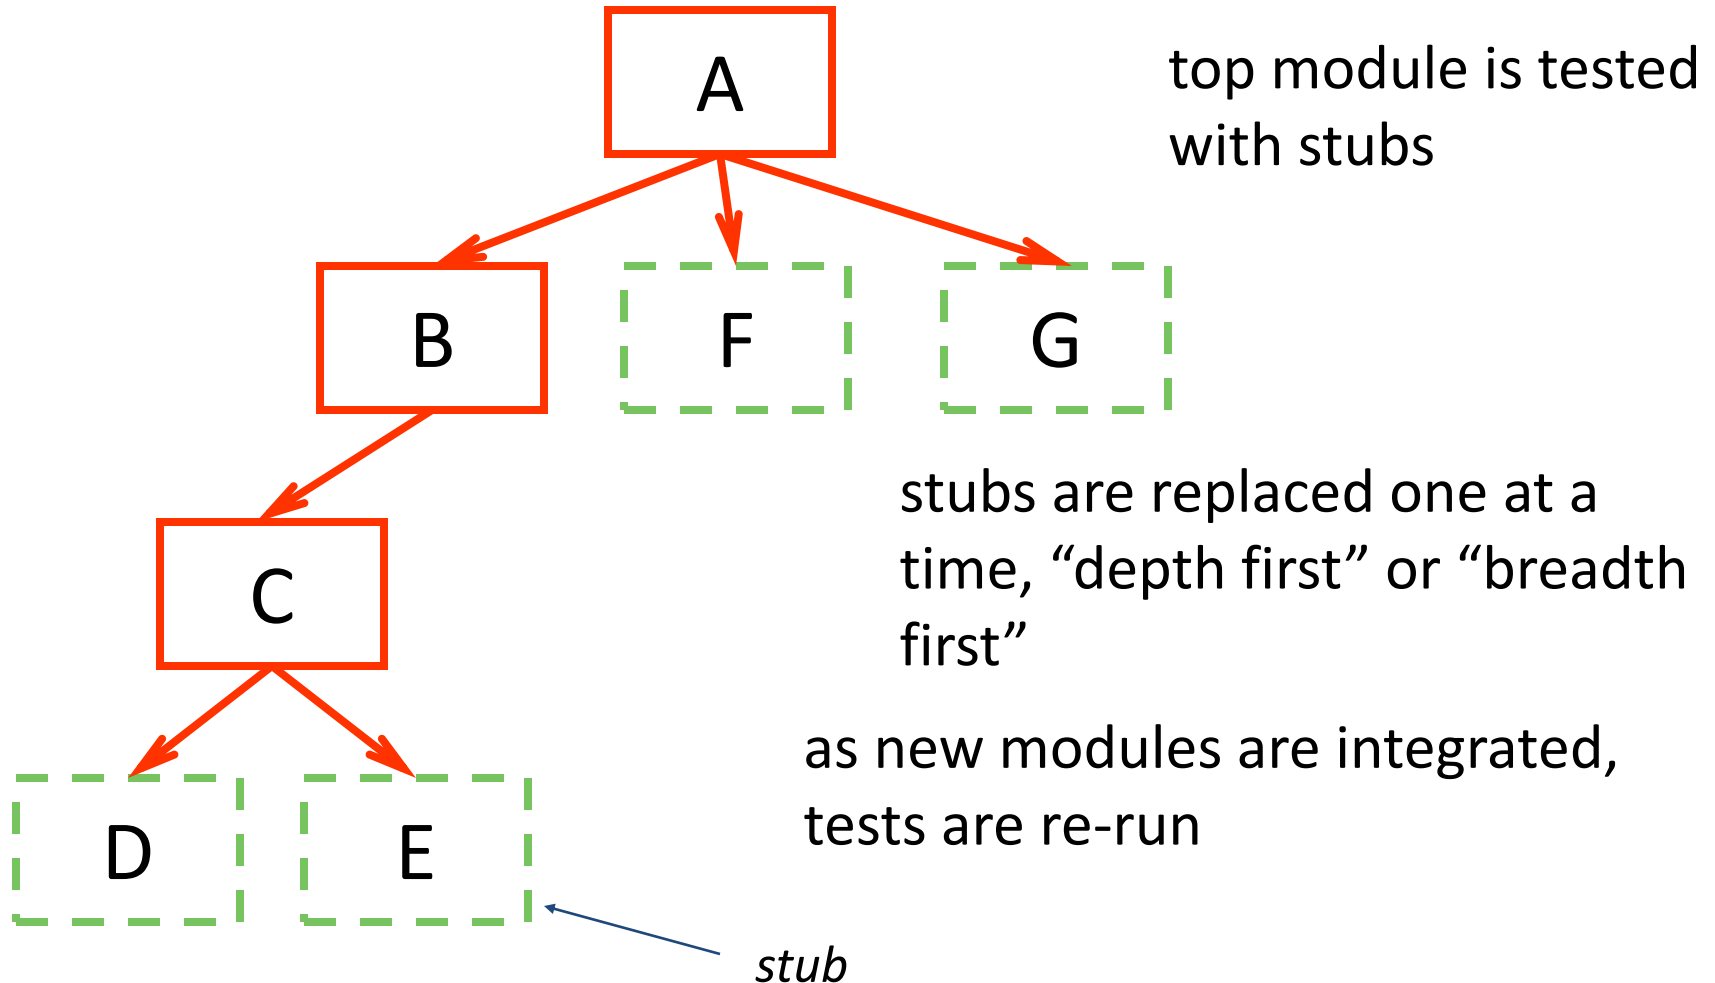 A
top module is tested
with stubs
B
F
G
stubs are replaced one at a
time, “depth first” or “breadth
first”
C
as new modules are integrated,
tests are re-run
D
E
stub